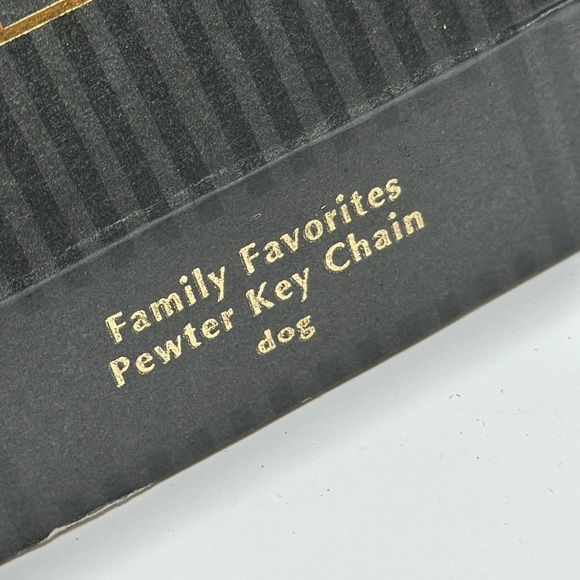 Family Favorites
Pewter Key Chain
dog